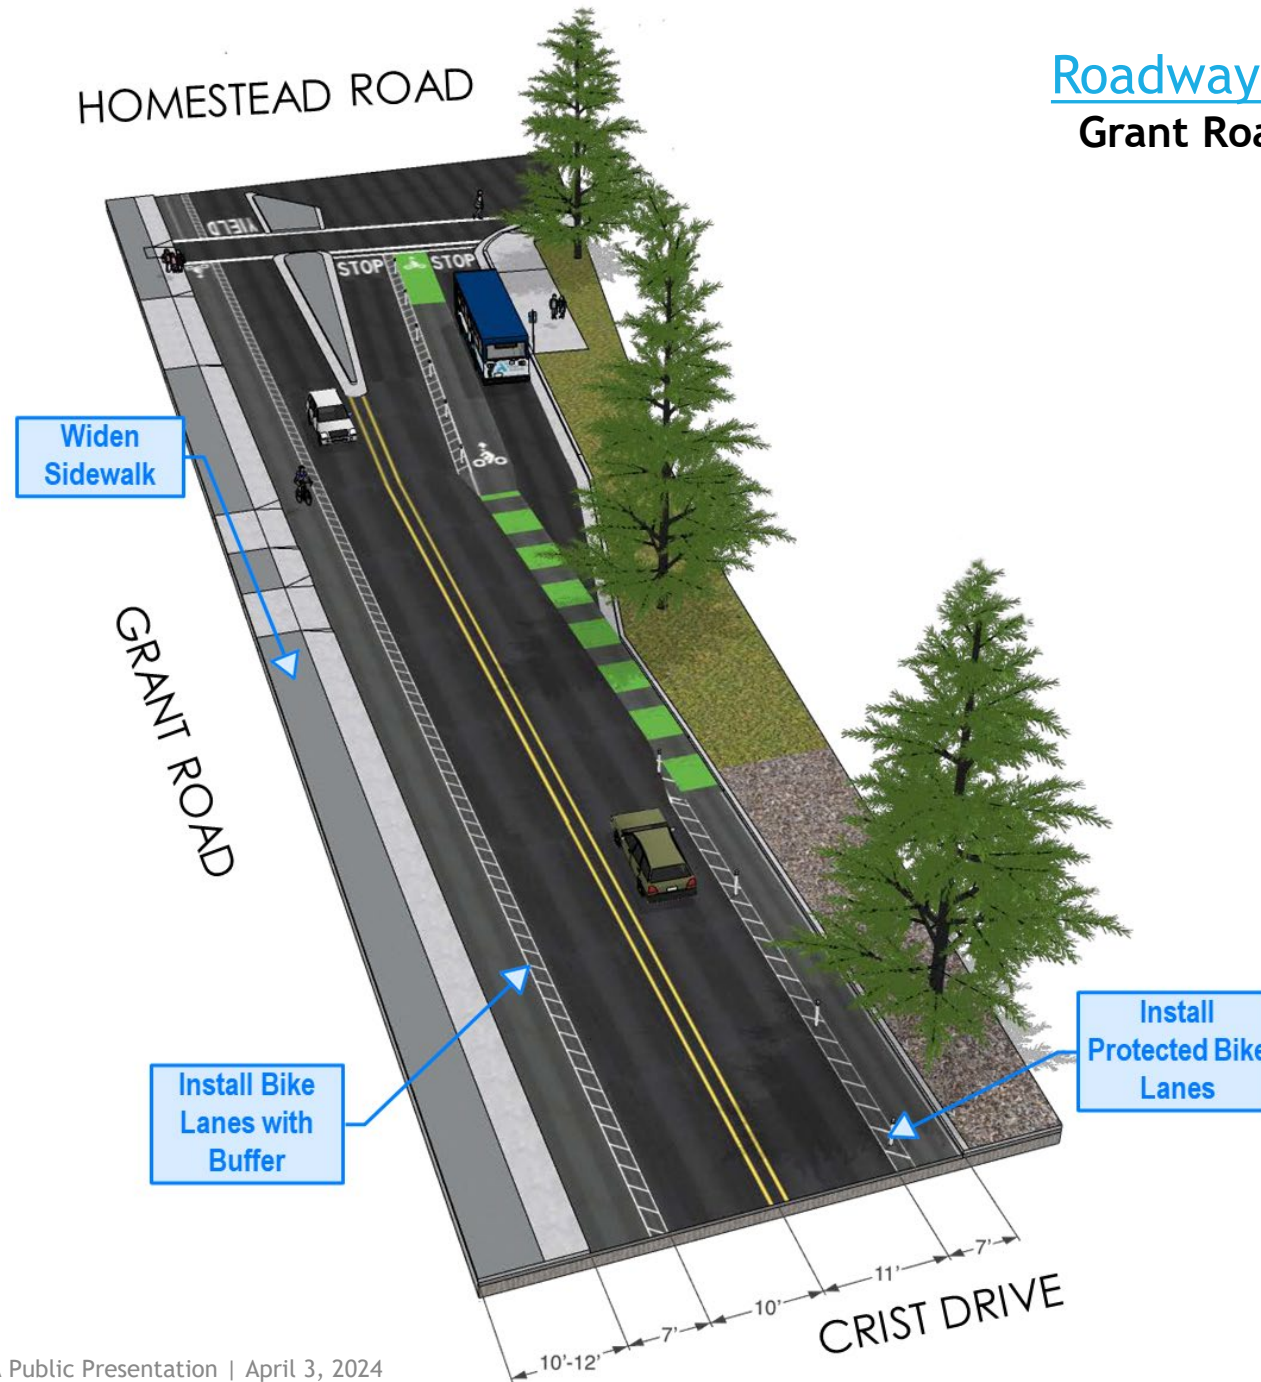 HOMESTEAD ROAD
Roadway
Grant Roa
YIELD
STOP
STOP
Widen
Sidewalk
GRANT ROAD
Install Bike
Lanes with
Buffer
Install
Protected Bike
Lanes
7'
11'
10'
7'
10'-12'
CRIST DRIVE
Public Presentation | April 3, 2024